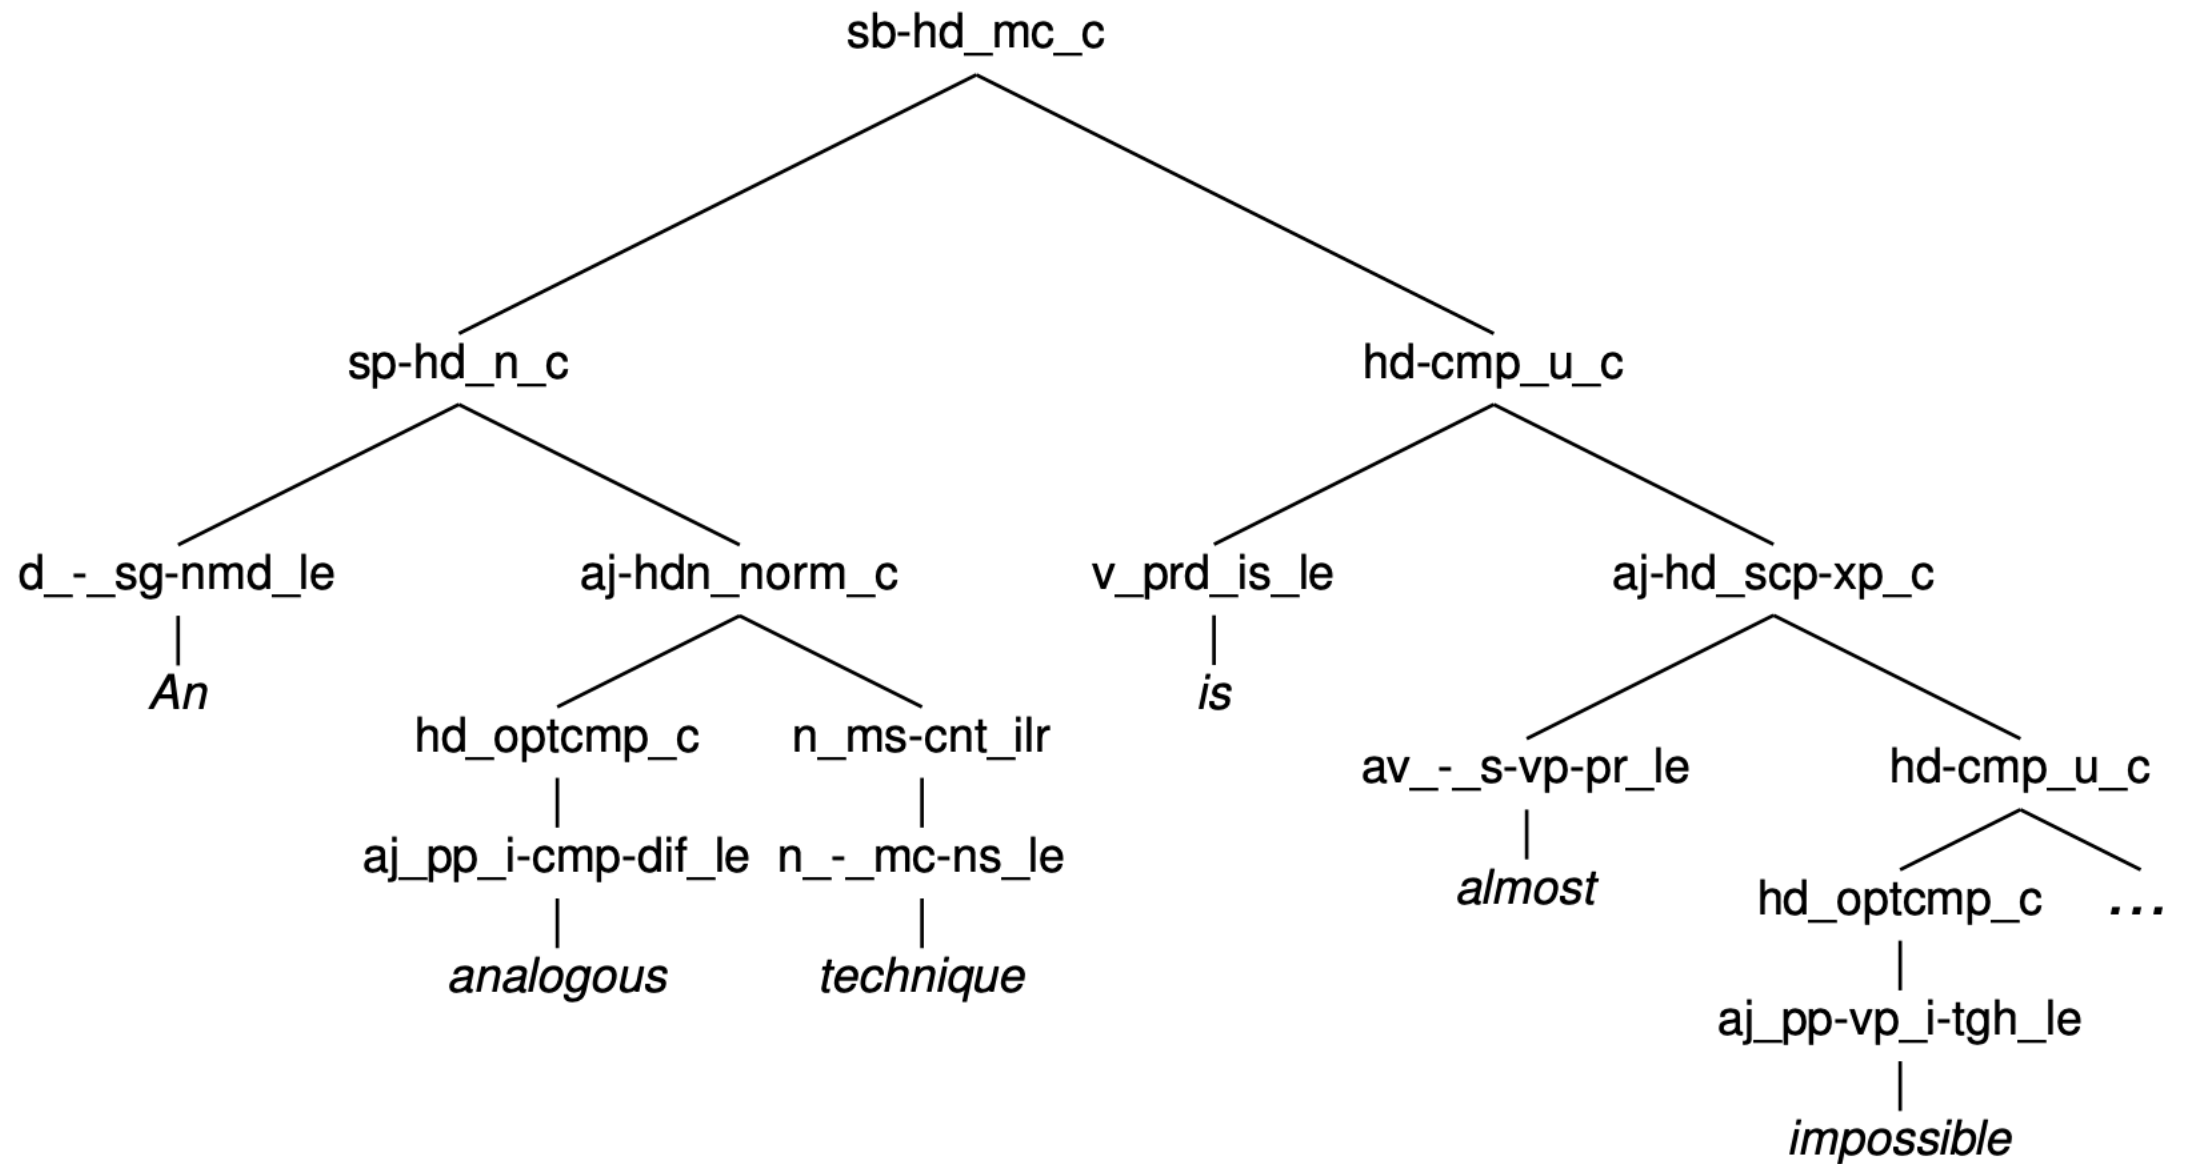 sb-hd_mc_c
sp-hd_n_c hd-cmp_u_c
d_-_sg-nmd_le aj-hdn_norm_c v_prd_is_le aj-hd_scp-xp_c
An is
hd_optcmp_c n_ms-cnt_ilr av_-_s-vp-pr_le hd-cmp_u_c
aj_pp_i-cmp-dif_le n_-_mc-ns_le almost hd_optcmp_c ...
analogous technique
aj_pp-vp_i-tgh_le
impossible